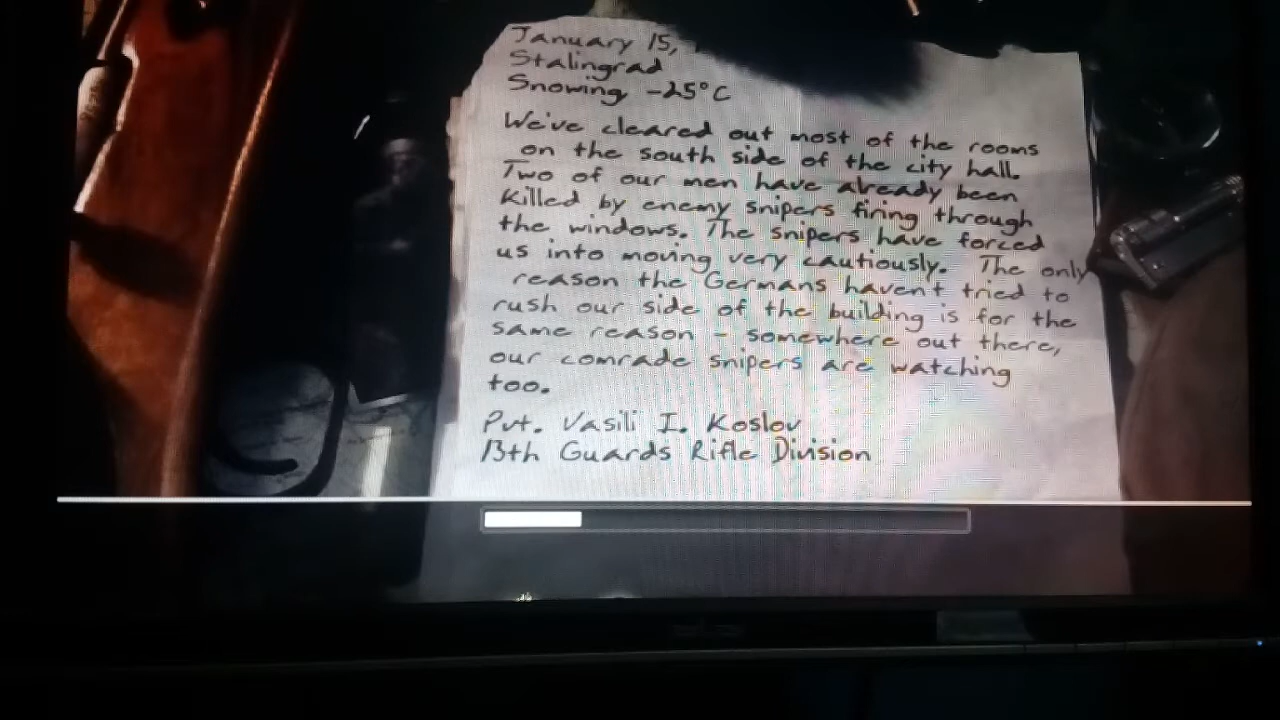 January 15,
Stalingrad
Snowing -25°C
We've cleared out most of the rooms
on the south side of the city hall.
Two of our men have already been
killed by enemy snipers firing through
the windows. The snipers have forced
us into moving very cautiously. The only
reason the Germans haven't tried to
rush our side of the building is for the
same reason - somewhere out there,
our comrade snipers are watching
too.
Pvt. Vasili I. Koslov
13th Guards Rifle Division